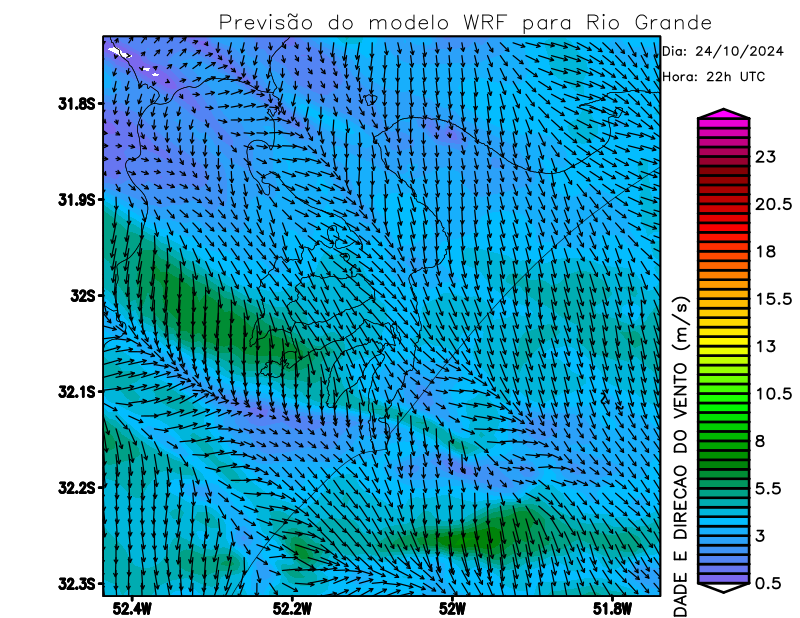 Previsão do modelo WRF para Rio Grande
Dia: 24/10/2024
Hora: 22h UTC
31.8S
31.9S
32S
32.1S
32.2S
32.3S
52.4W
52.2W
52W
51.8W
23
20.5
18
15.5
13
10.5
8
5.5
3
0.5
DADE E DIRECAO DO VENTO (m/s)